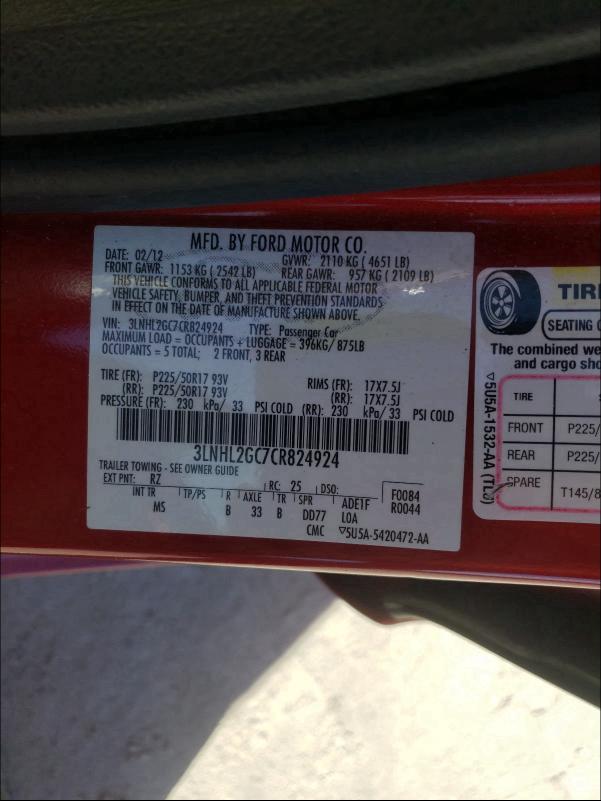 MFD. BY FORD MOTOR CO.
DATE: 02/12 GVWR: 2110 KG ( 4651 LB)
FRONT GAWR: 1153 KG ( 2542 LB) REAR GAWR: 957 KG ( 2109 LB)
THIS VEHICLE CONFORMS TO ALL APPLICABLE FEDERAL MOTOR
VEHICLE SAFETY, BUMPER, AND THEFT PREVENTION STANDARDS
IN EFFECT ON THE DATE OF MANUFACTURE SHOWN ABOVE.
VIN: 3LNHL2GC7CR824924 TYPE: Passenger Car
MAXIMUM LOAD = OCCUPANTS + LUGGAGE = 396KG/ 875LB
OCCUPANTS = 5 TOTAL; 2 FRONT, 3 REAR
TIRE (FR): P225/50R17 93V RIMS (FR): 17X7.5J
(RR): P225/50R17 93V (RR): 17X7.5J
PRESSURE (FR): 230 kPa/ 33 PSI COLD (RR): 230 kPa/ 33 PSI COLD
3LNHL2GC7CR824924
TRAILER TOWING - SEE OWNER GUIDE
EXT PNT: RZ RC: 25 DSO: F0084
INT TR TP/PS R AXLE TR SPR ADE1F R0044
MS B 33 B DD77 LOA
CMC ▽5U5A-5420472-AA
TIRE
SEATING
The combined
and cargo
▽5U5A-1532-AA
TIRE
FRONT P225/
REAR P225/
SPARE T145/8